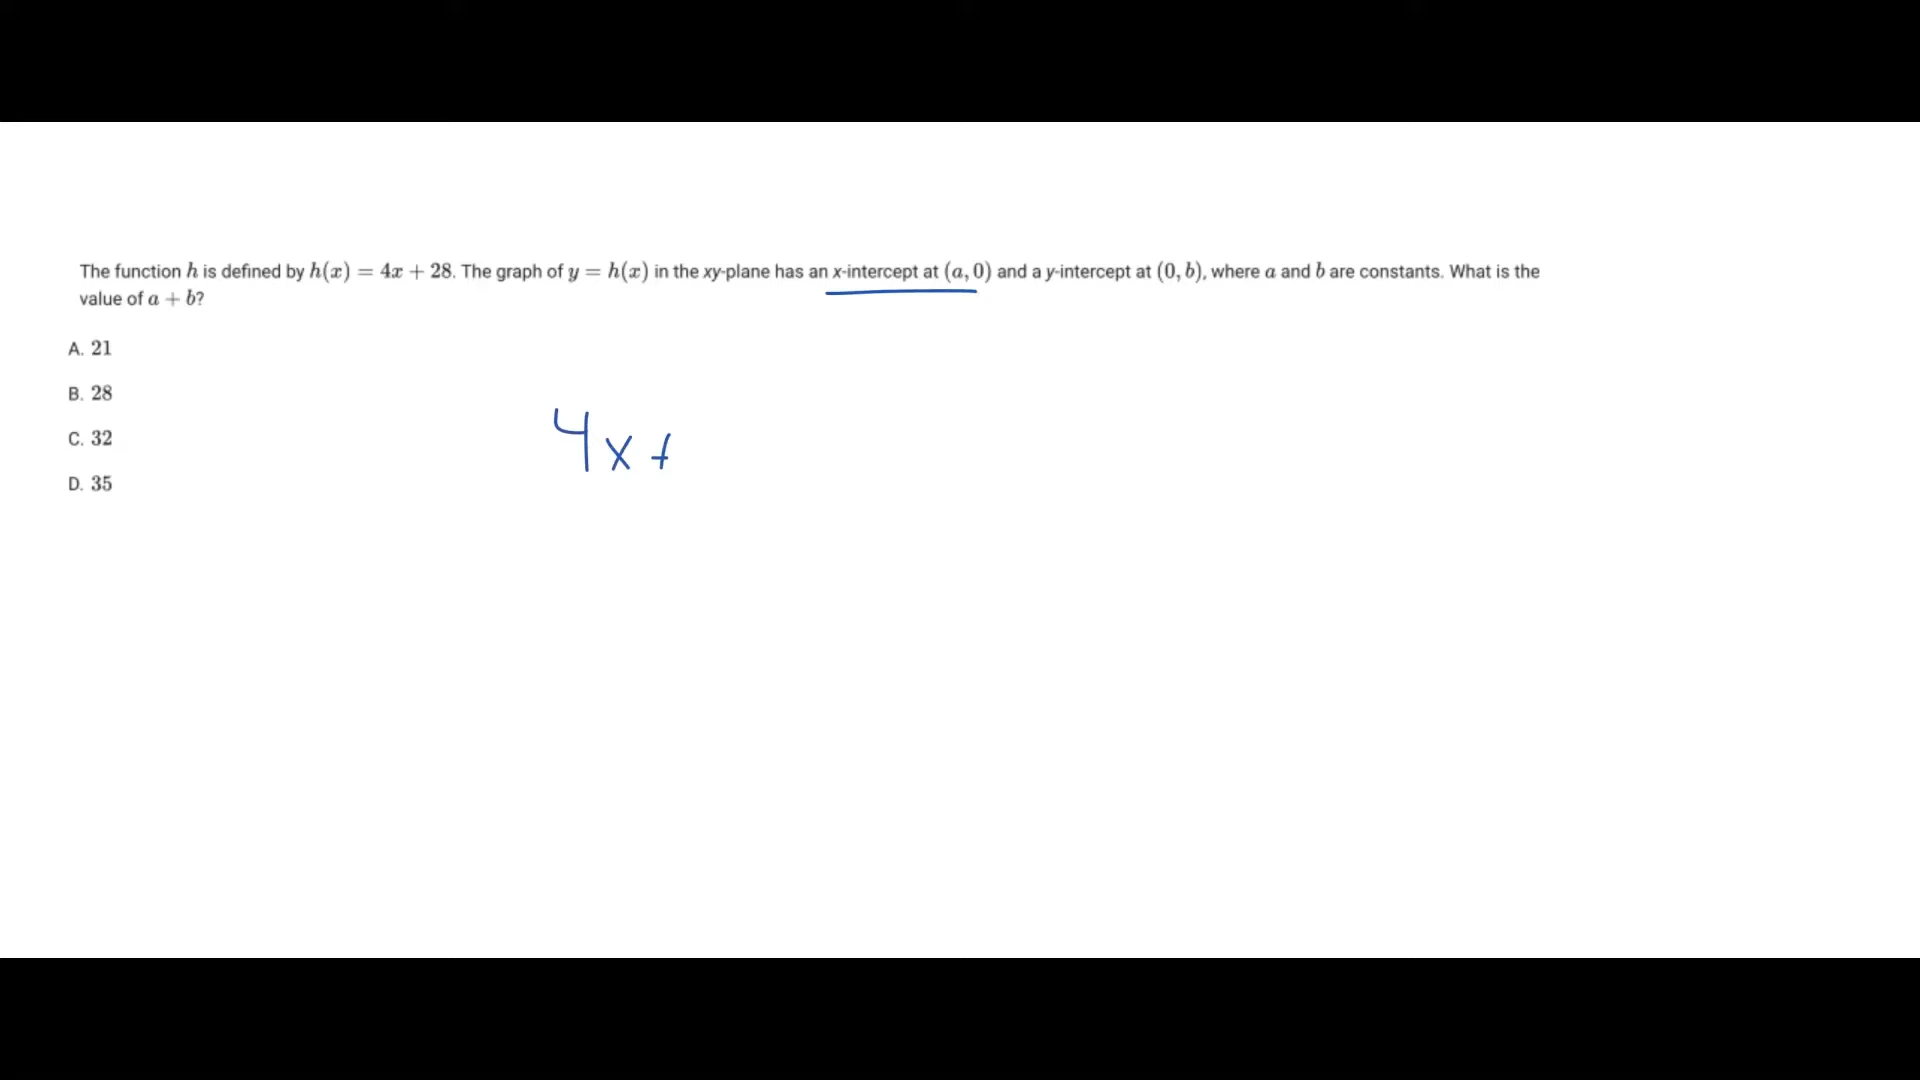 The function h is defined by h(x) = 4x + 28. The graph of y = h(x) in the xy-plane has an x-intercept at (a, 0) and a y-intercept at (0, b), where a and b are constants. What is the
value of a + b?
A. 21
B. 28
C. 32
D. 35
4x +